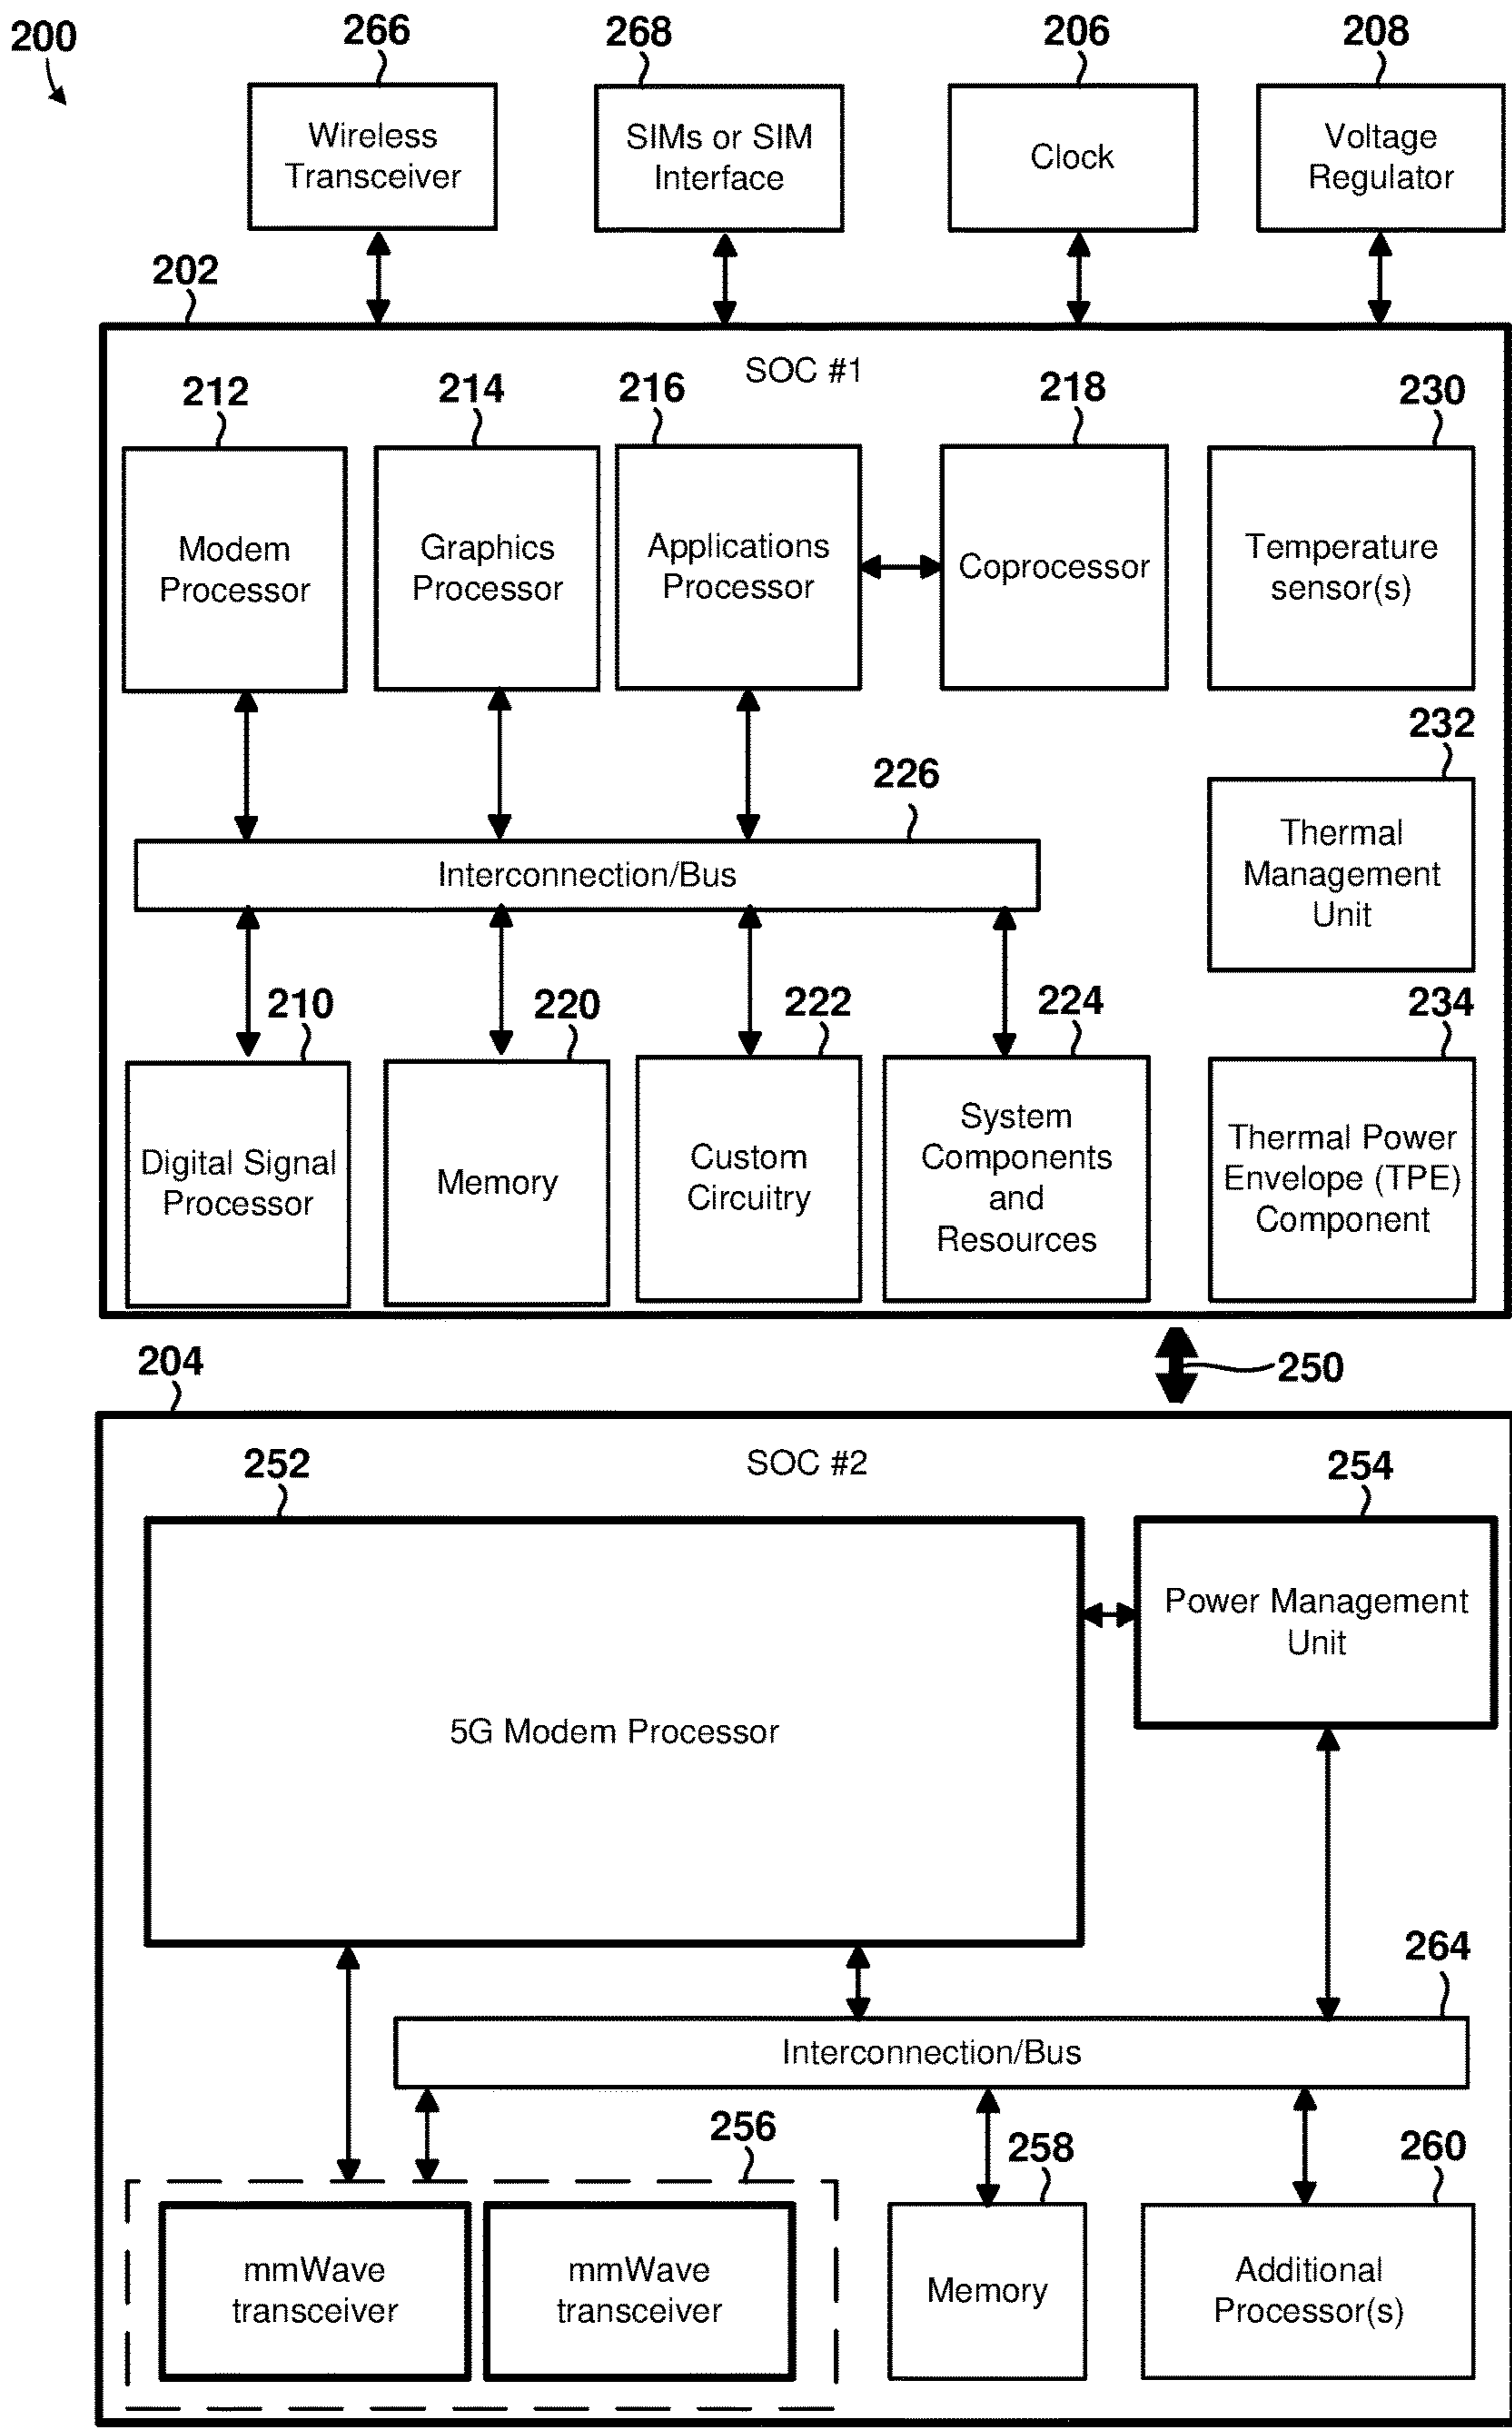 200
266
268
206
208
Wireless
Transceiver
SIMs or SIM
Interface
Clock
Voltage
Regulator
202
SOC #1
212
214
216
218
230
Modem
Processor
Graphics
Processor
Applications
Processor
Coprocessor
Temperature
sensor(s)
232
226
Interconnection/Bus
Thermal
Management
Unit
210
220
222
224
234
Digital Signal
Processor
Memory
Custom
Circuitry
System
Components
and
Resources
Thermal Power
Envelope (TPE)
Component
204
250
SOC #2
252
254
5G Modem Processor
Power Management
Unit
264
Interconnection/Bus
256
258
260
mmWave
transceiver
mmWave
transceiver
Memory
Additional
Processor(s)